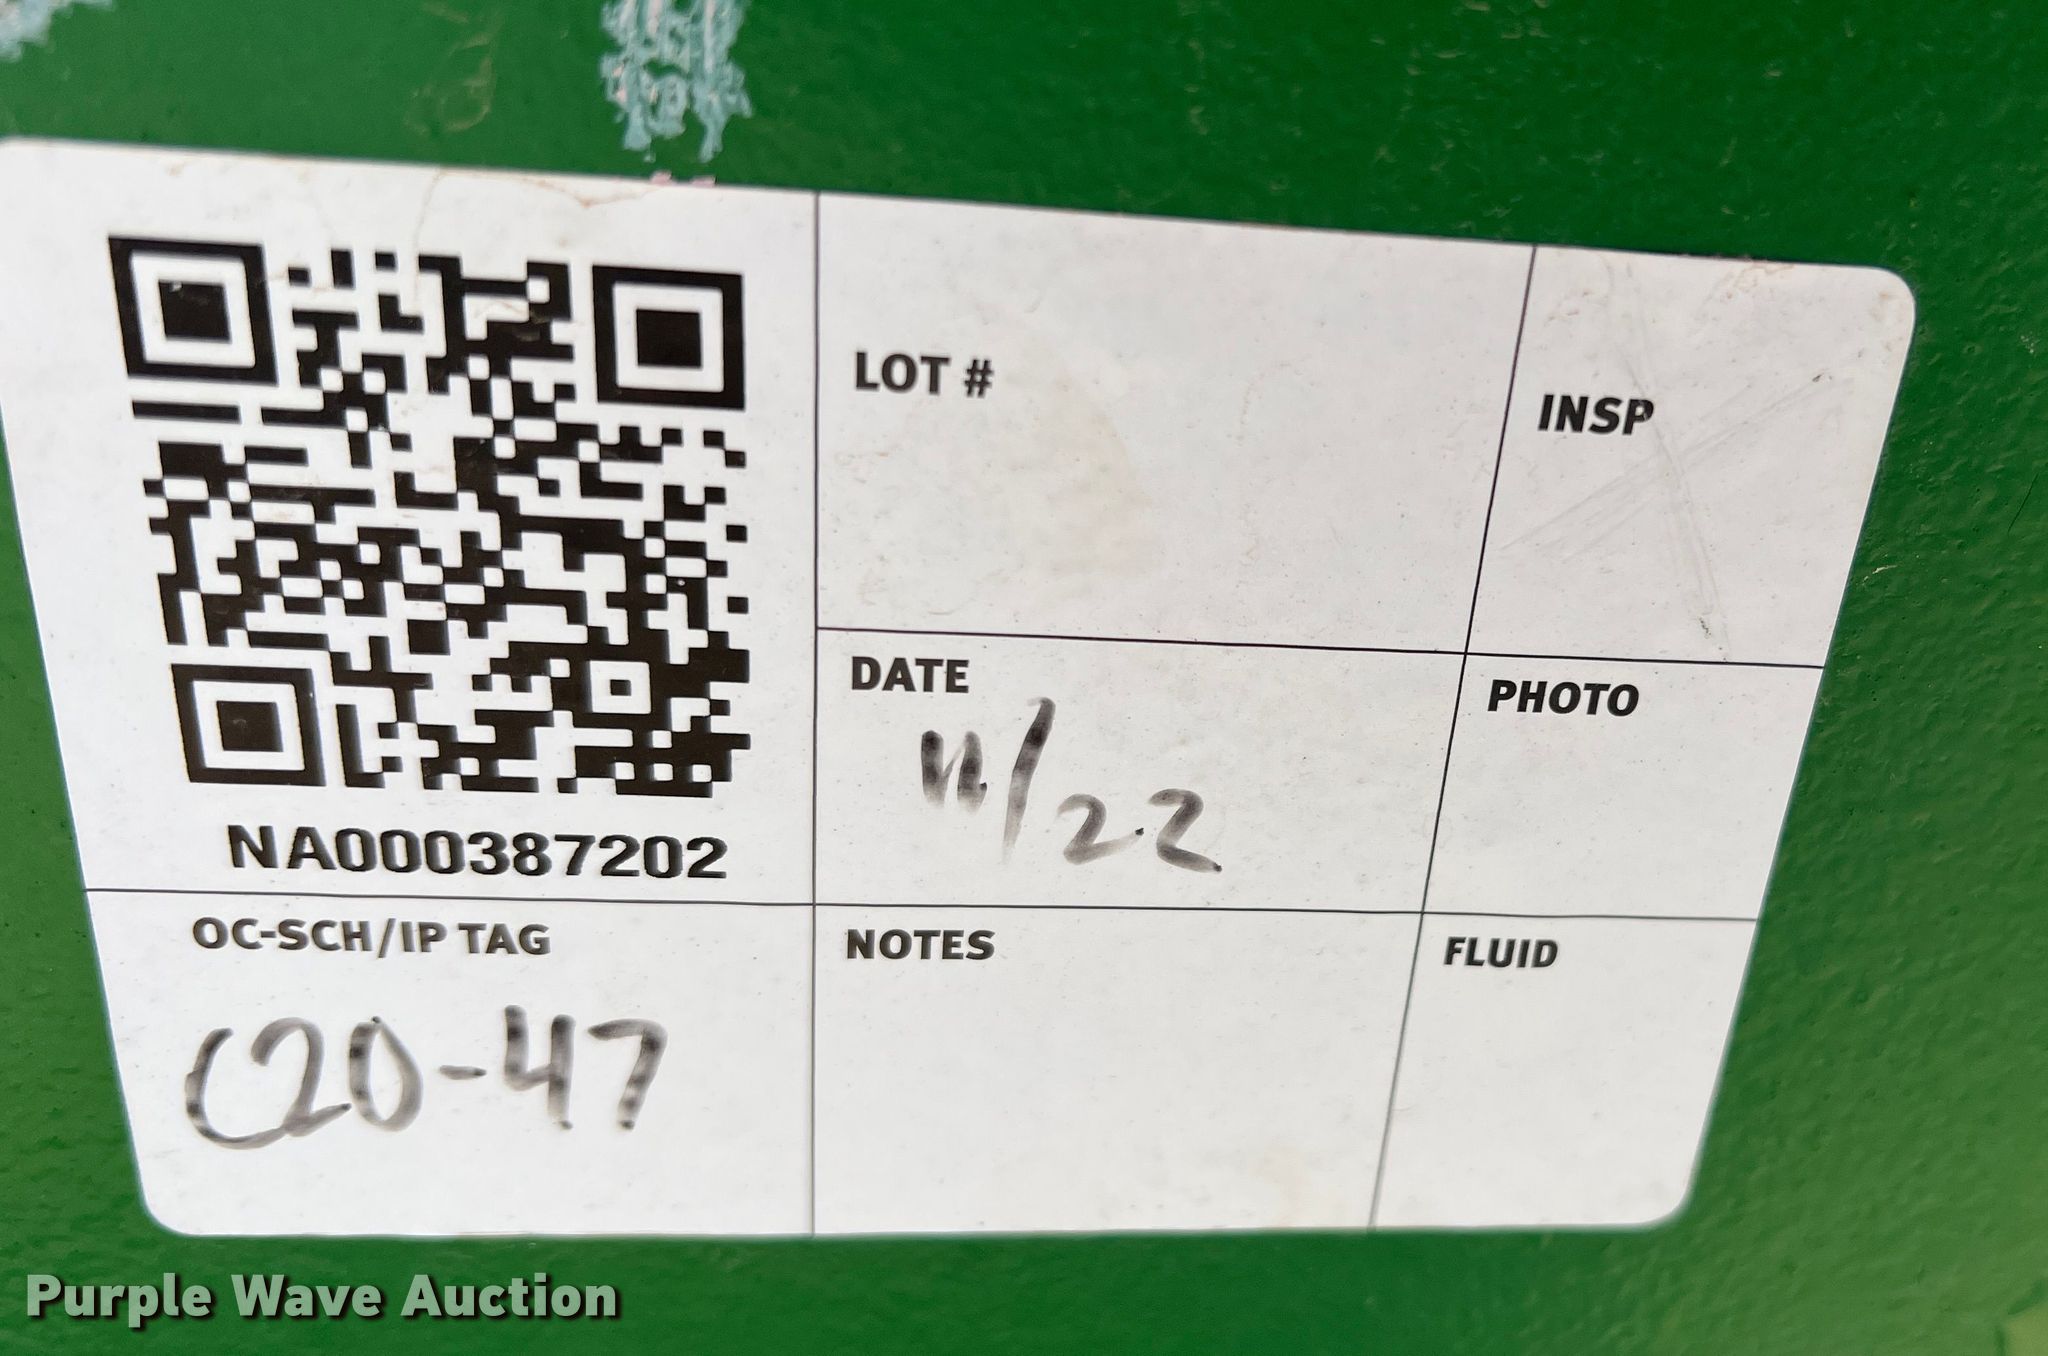 LOT #
INSP
NA000387202
DATE
11/22
PHOTO
OC-SCH/IP TAG
C20-47
NOTES
FLUID
Purple Wave Auction